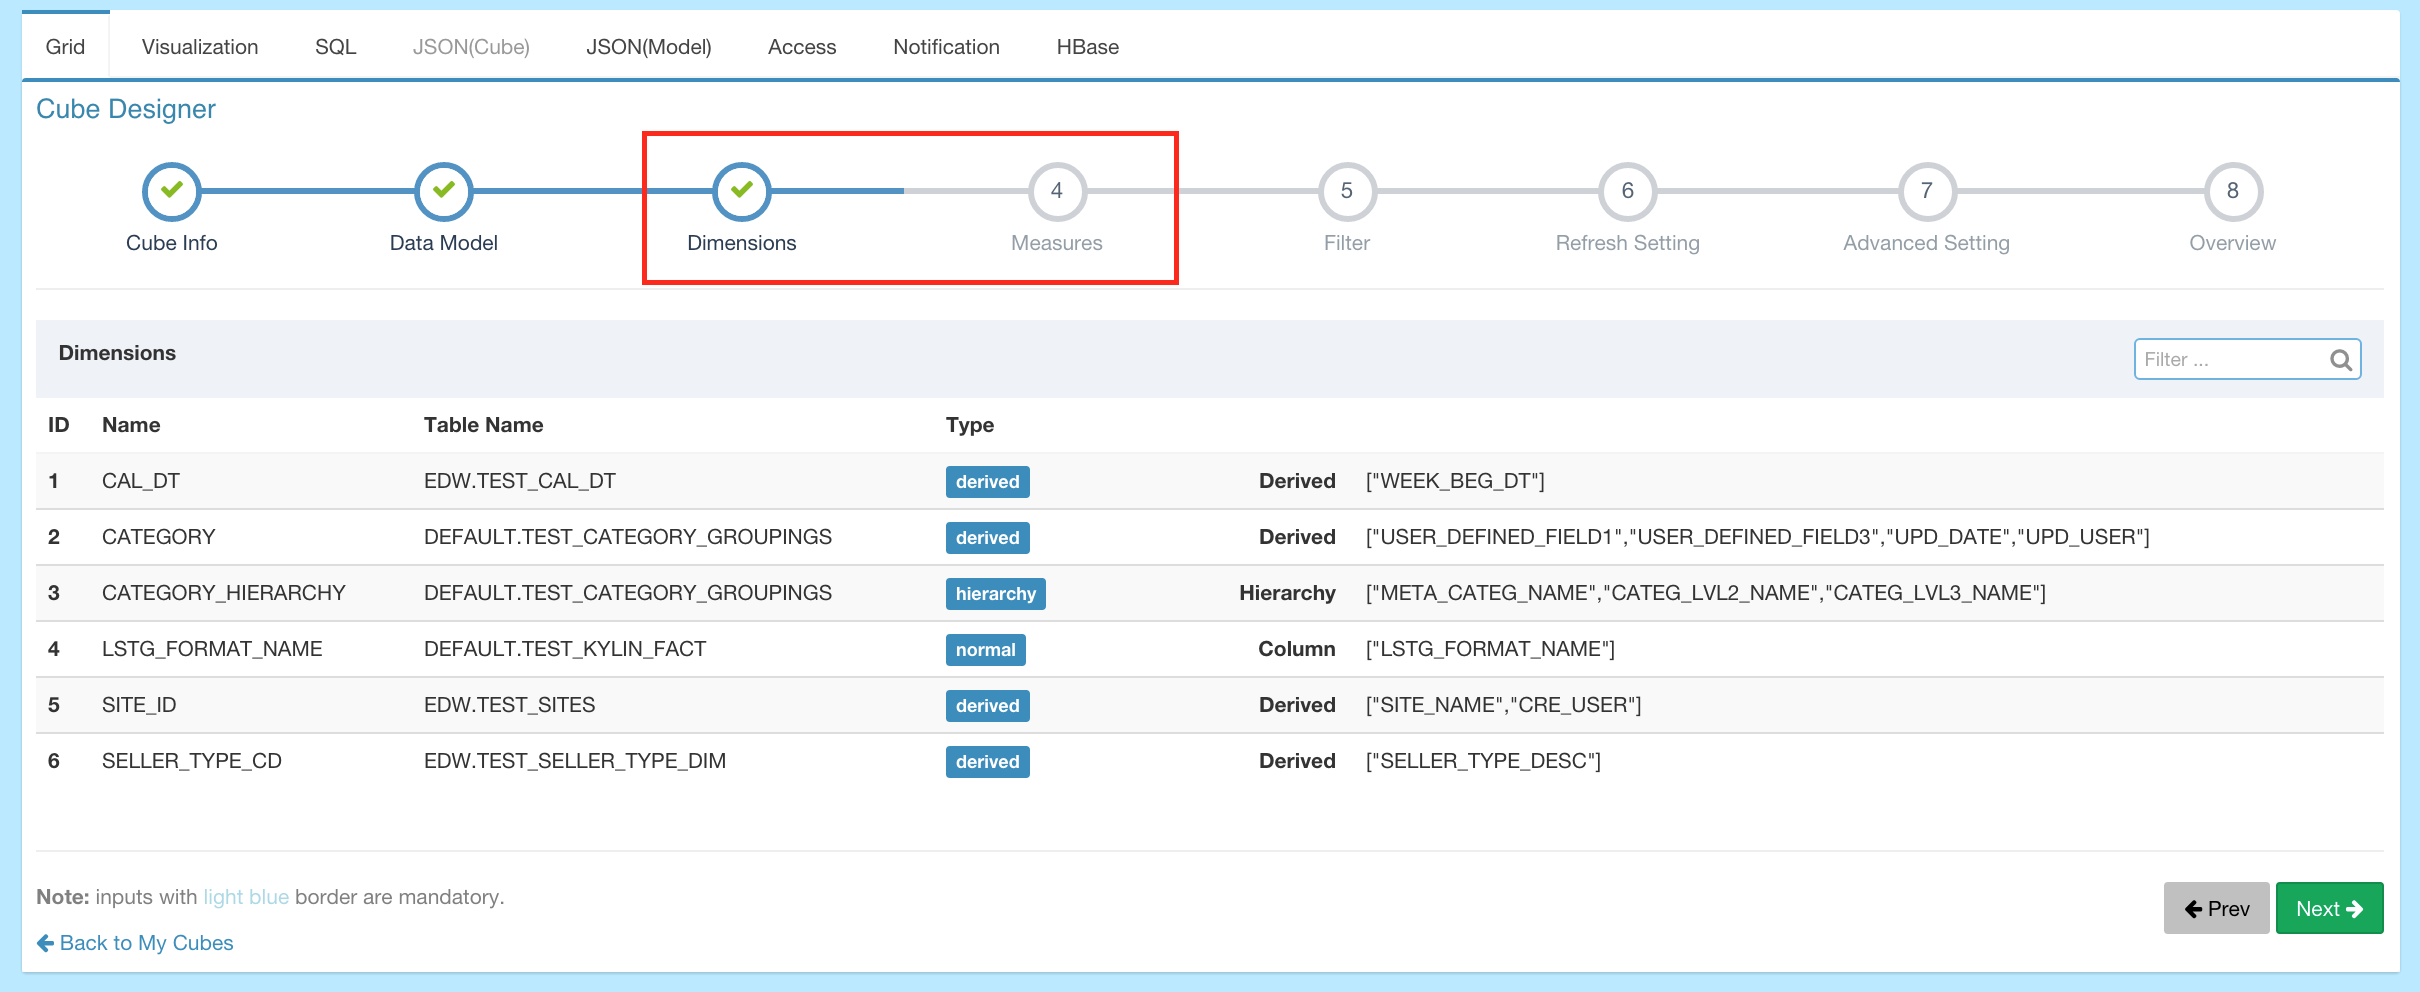 Grid Visualization SQL JSON(Cube) JSON(Model) Access Notification HBase
Cube Designer
4 5 6 7 8
Cube Info Data Model Dimensions Measures Filter Refresh Setting Advanced Setting Overview
Dimensions Filter ...
ID Name Table Name Type
1 CAL_DT EDW.TEST_CAL_DT derived Derived ["WEEK_BEG_DT"]
2 CATEGORY DEFAULT.TEST_CATEGORY_GROUPINGS derived Derived ["USER_DEFINED_FIELD1","USER_DEFINED_FIELD3","UPD_DATE","UPD_USER"]
3 CATEGORY_HIERARCHY DEFAULT.TEST_CATEGORY_GROUPINGS hierarchy Hierarchy ["META_CATEG_NAME","CATEG_LVL2_NAME","CATEG_LVL3_NAME"]
4 LSTG_FORMAT_NAME DEFAULT.TEST_KYLIN_FACT normal Column ["LSTG_FORMAT_NAME"]
5 SITE_ID EDW.TEST_SITES derived Derived ["SITE_NAME","CRE_USER"]
6 SELLER_TYPE_CD EDW.TEST_SELLER_TYPE_DIM derived Derived ["SELLER_TYPE_DESC"]
Note: inputs with light blue border are mandatory.
Prev Next
Back to My Cubes